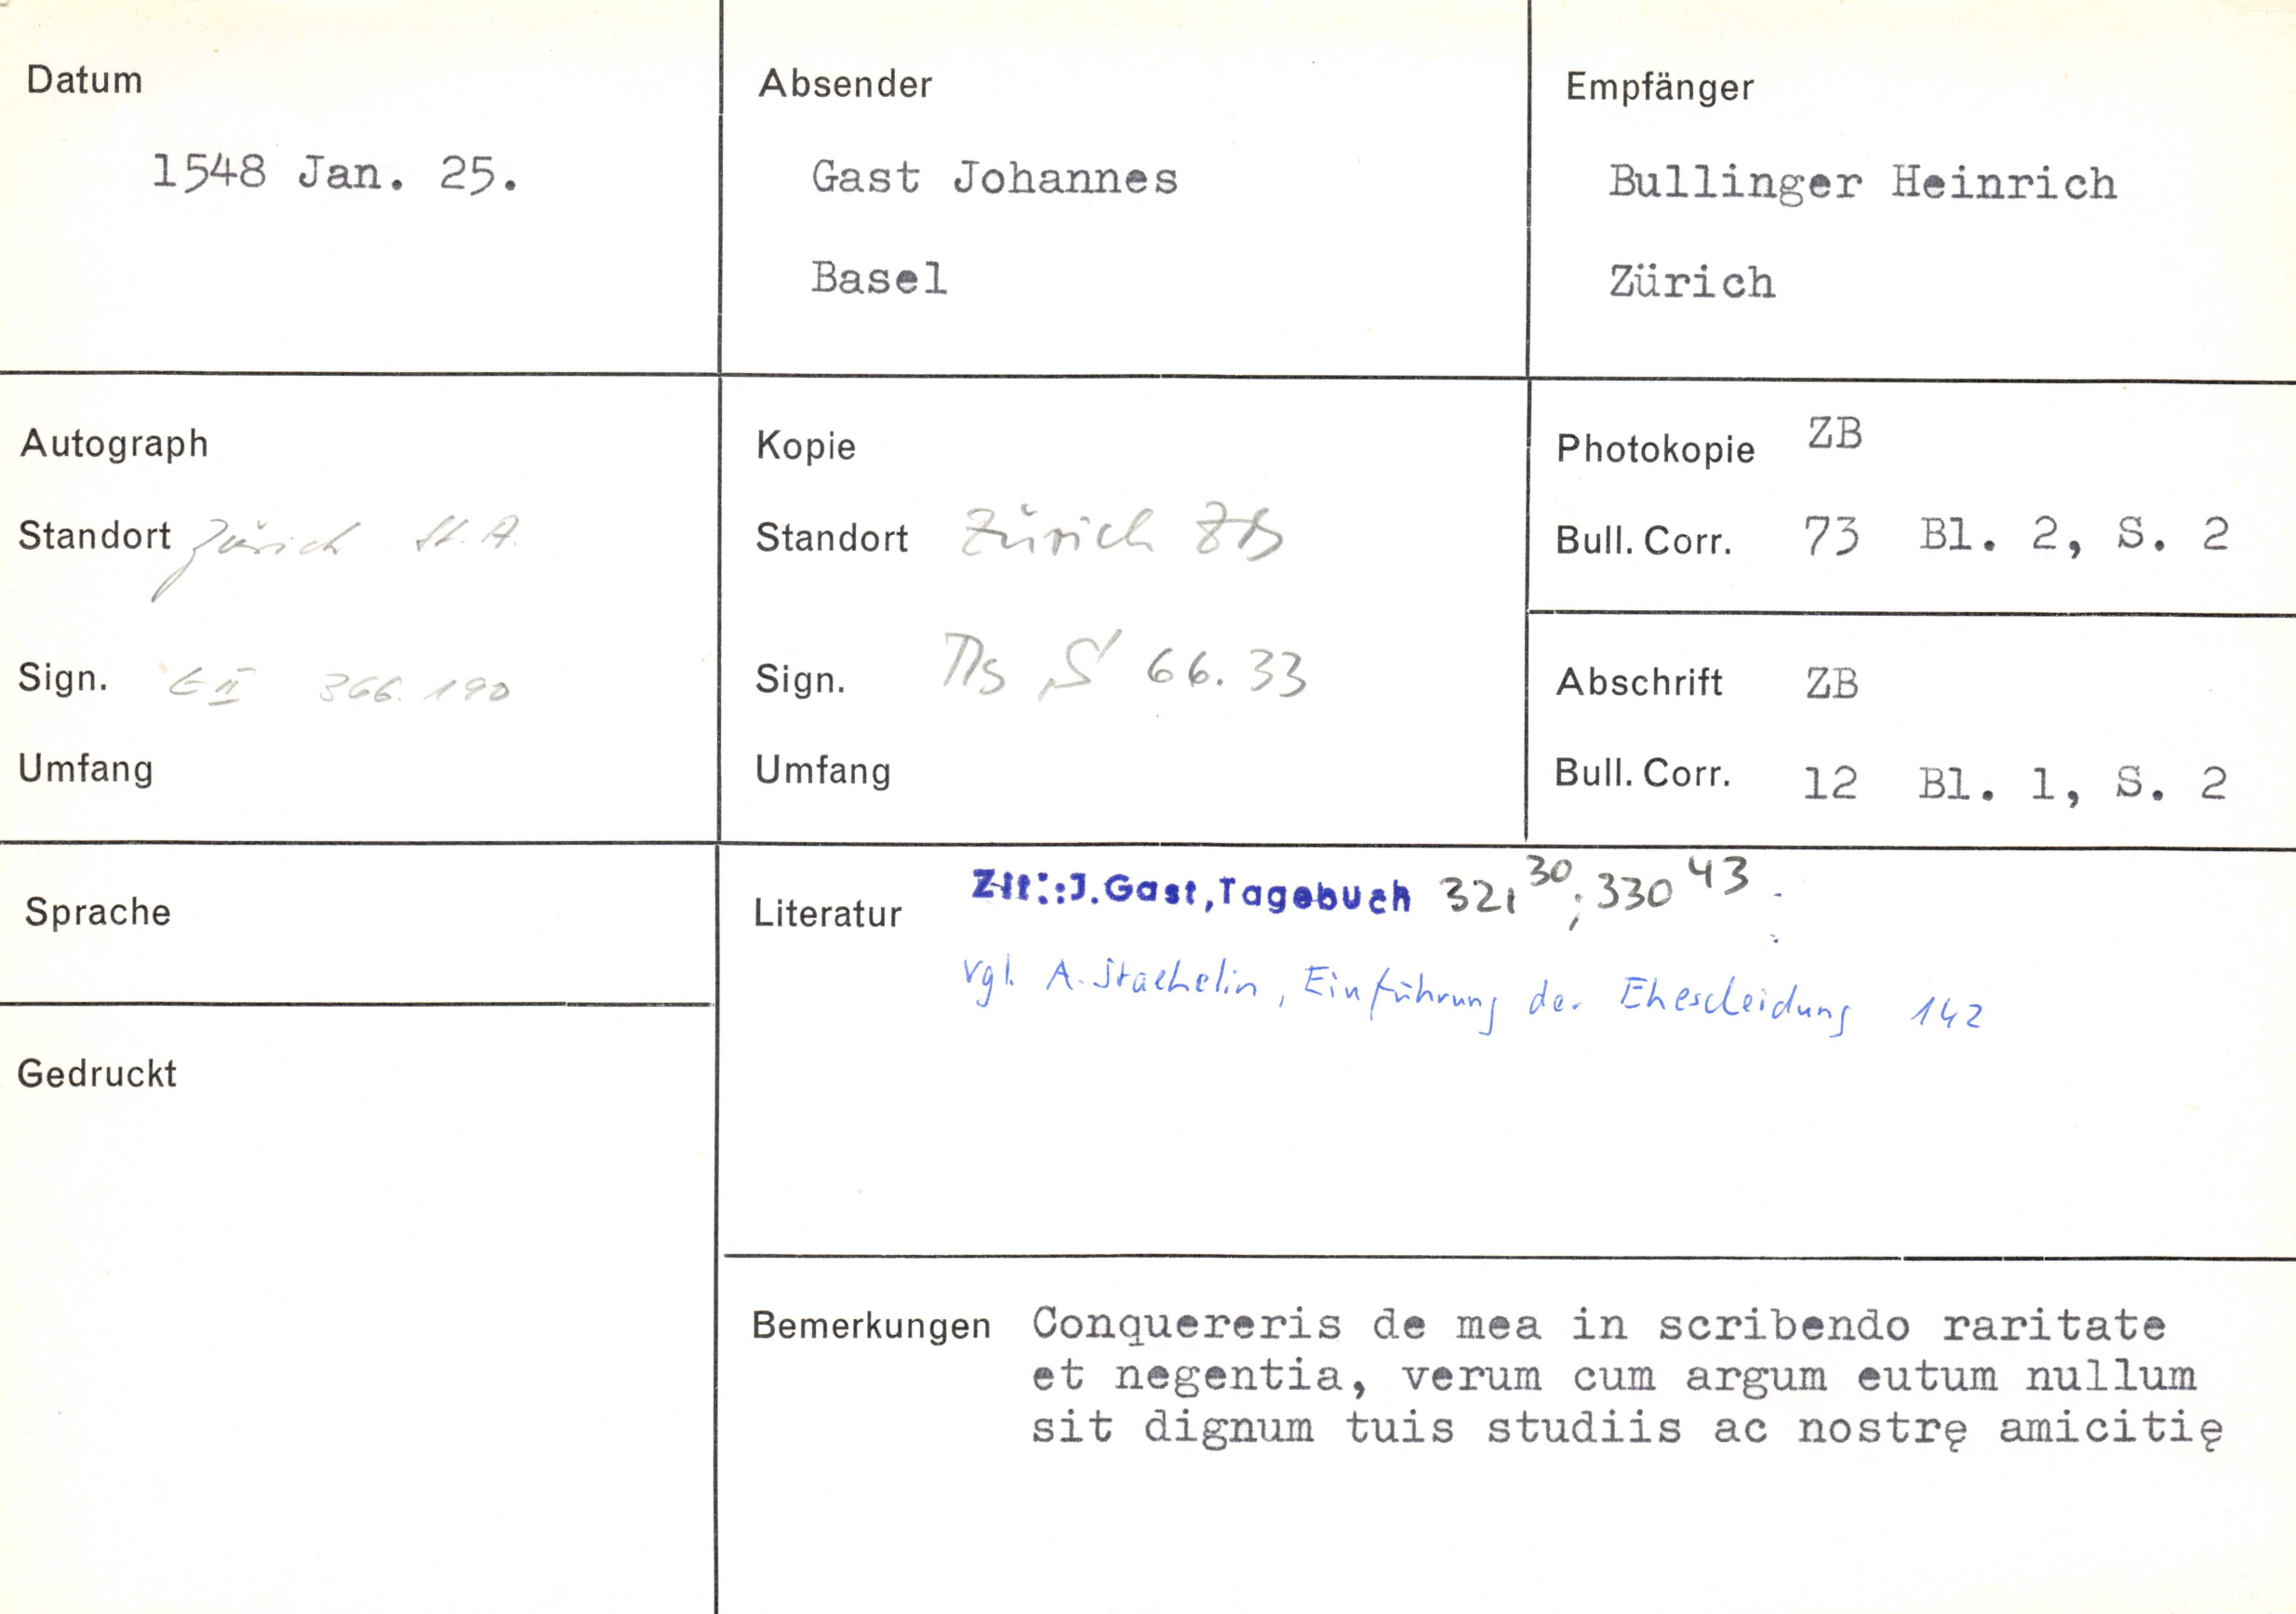 Datum
1548 Jan. 25.
Absender
Gast Johannes
Basel
Empfänger
Bullinger Heinrich
Zürich
Autograph
Standort Zürich St. A.
Sign. E II 366. 190
Umfang
Kopie
Standort Zürich ZB
Sign. Ms S 66. 33
Umfang
Photokopie ZB
Bull. Corr. 73 Bl. 2, S. 2
Abschrift ZB
Bull. Corr. 12 Bl. 1, S. 2
Sprache
Gedruckt
Literatur Zit.: J. Gast, Tagebuch 321 30; 330 43.
vgl. A. Staehelin, Einführung der Ehescheidung 142
Bemerkungen Conquereris de mea in scribendo raritate
et negentia, verum cum argum eutum nullum
sit dignum tuis studiis ac nostrę amicitię